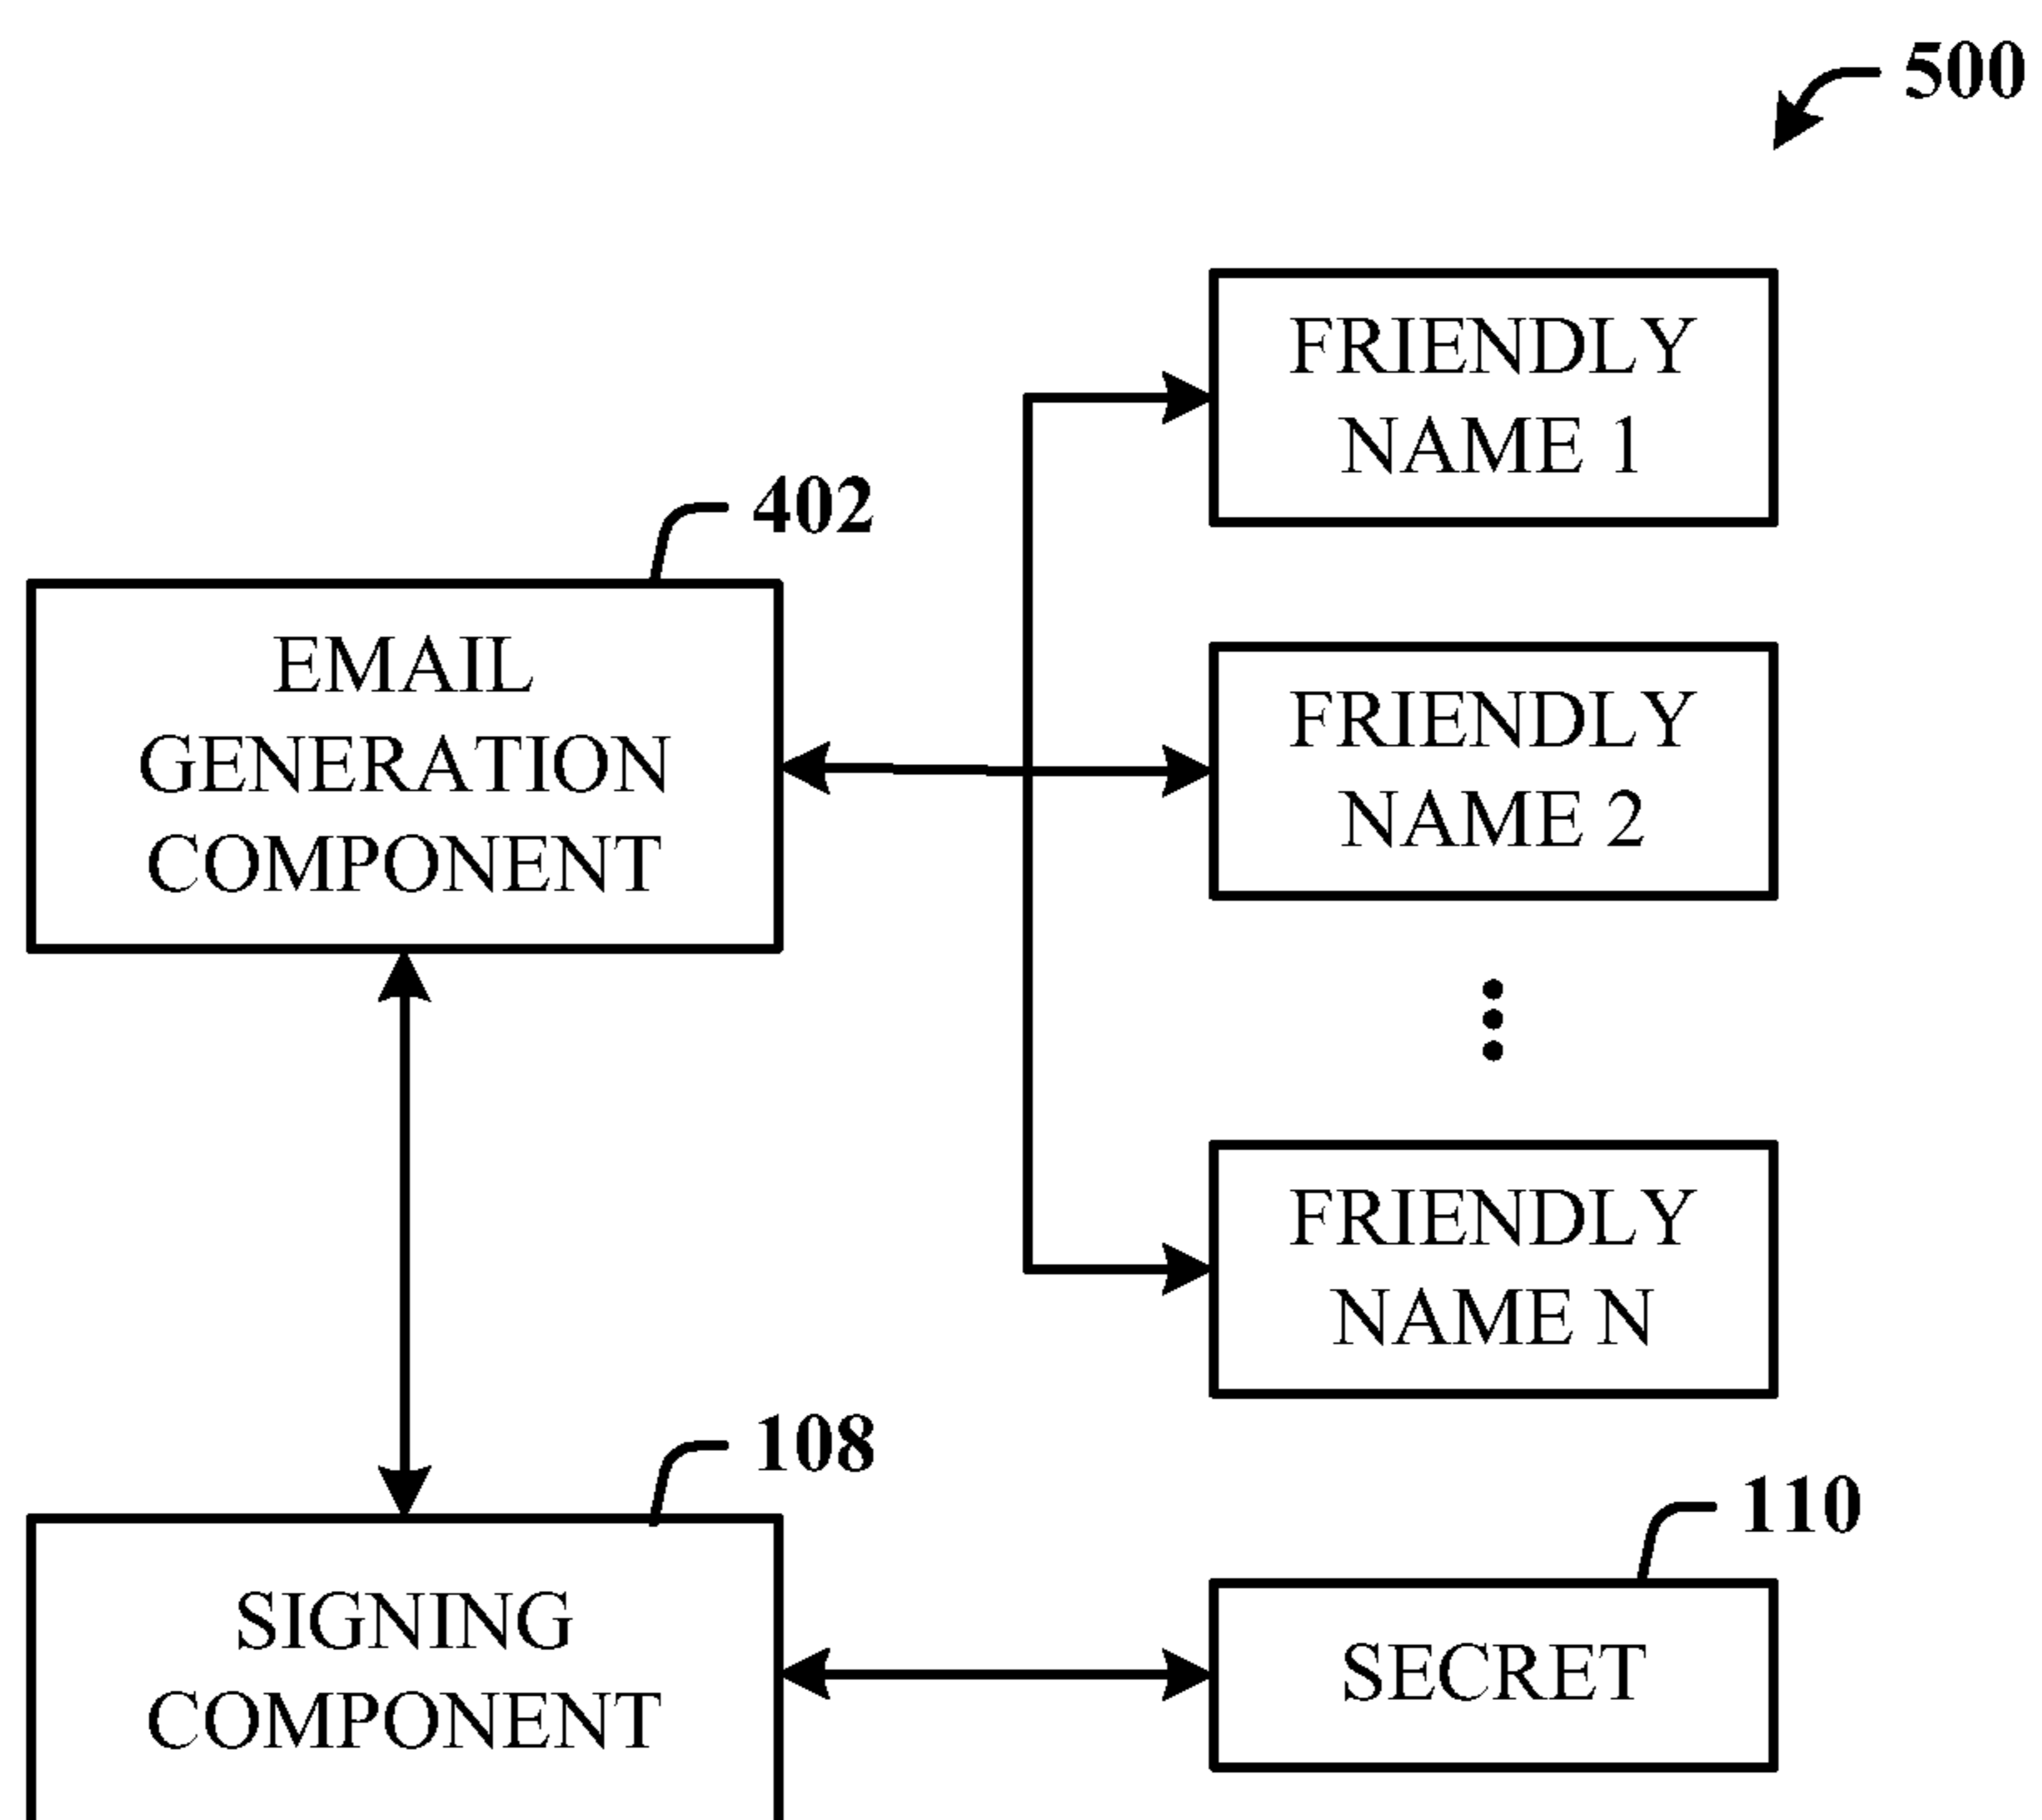 500
FRIENDLY
NAME 1
402
EMAIL
GENERATION
COMPONENT
FRIENDLY
NAME 2
FRIENDLY
NAME N
108
SIGNING
COMPONENT
110
SECRET